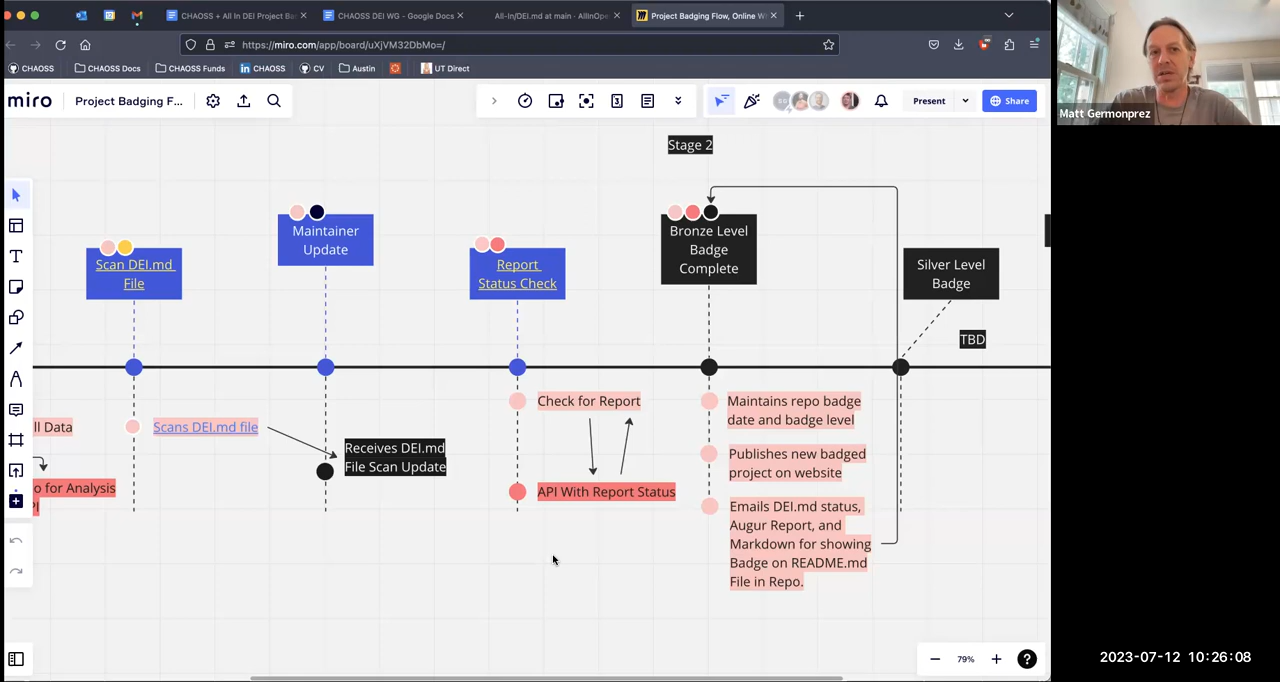 CHAOSS + All In DEI Project Ba
CHAOSS DEI WG - Google Docs
All-In/DEI.md at main · AllInOpe
Project Badging Flow, Online W
https://miro.com/app/board/uXjVM32DbMo=/
CHAOSS
CHAOSS Docs
CHAOSS Funds
CHAOSS
CV
Austin
UT Direct
miro
Project Badging F...
Present
Share
Matt Germonprez
Stage 2
Scan DEI.md
File
Maintainer
Update
Report
Status Check
Bronze Level
Badge
Complete
Silver Level
Badge
TBD
ll Data
o for Analysis
PI
Scans DEI.md file
Receives DEI.md
File Scan Update
Check for Report
API With Report Status
Maintains repo badge
date and badge level
Publishes new badged
project on website
Emails DEI.md status,
Augur Report, and
Markdown for showing
Badge on README.md
File in Repo.
79%
2023-07-12 10:26:08